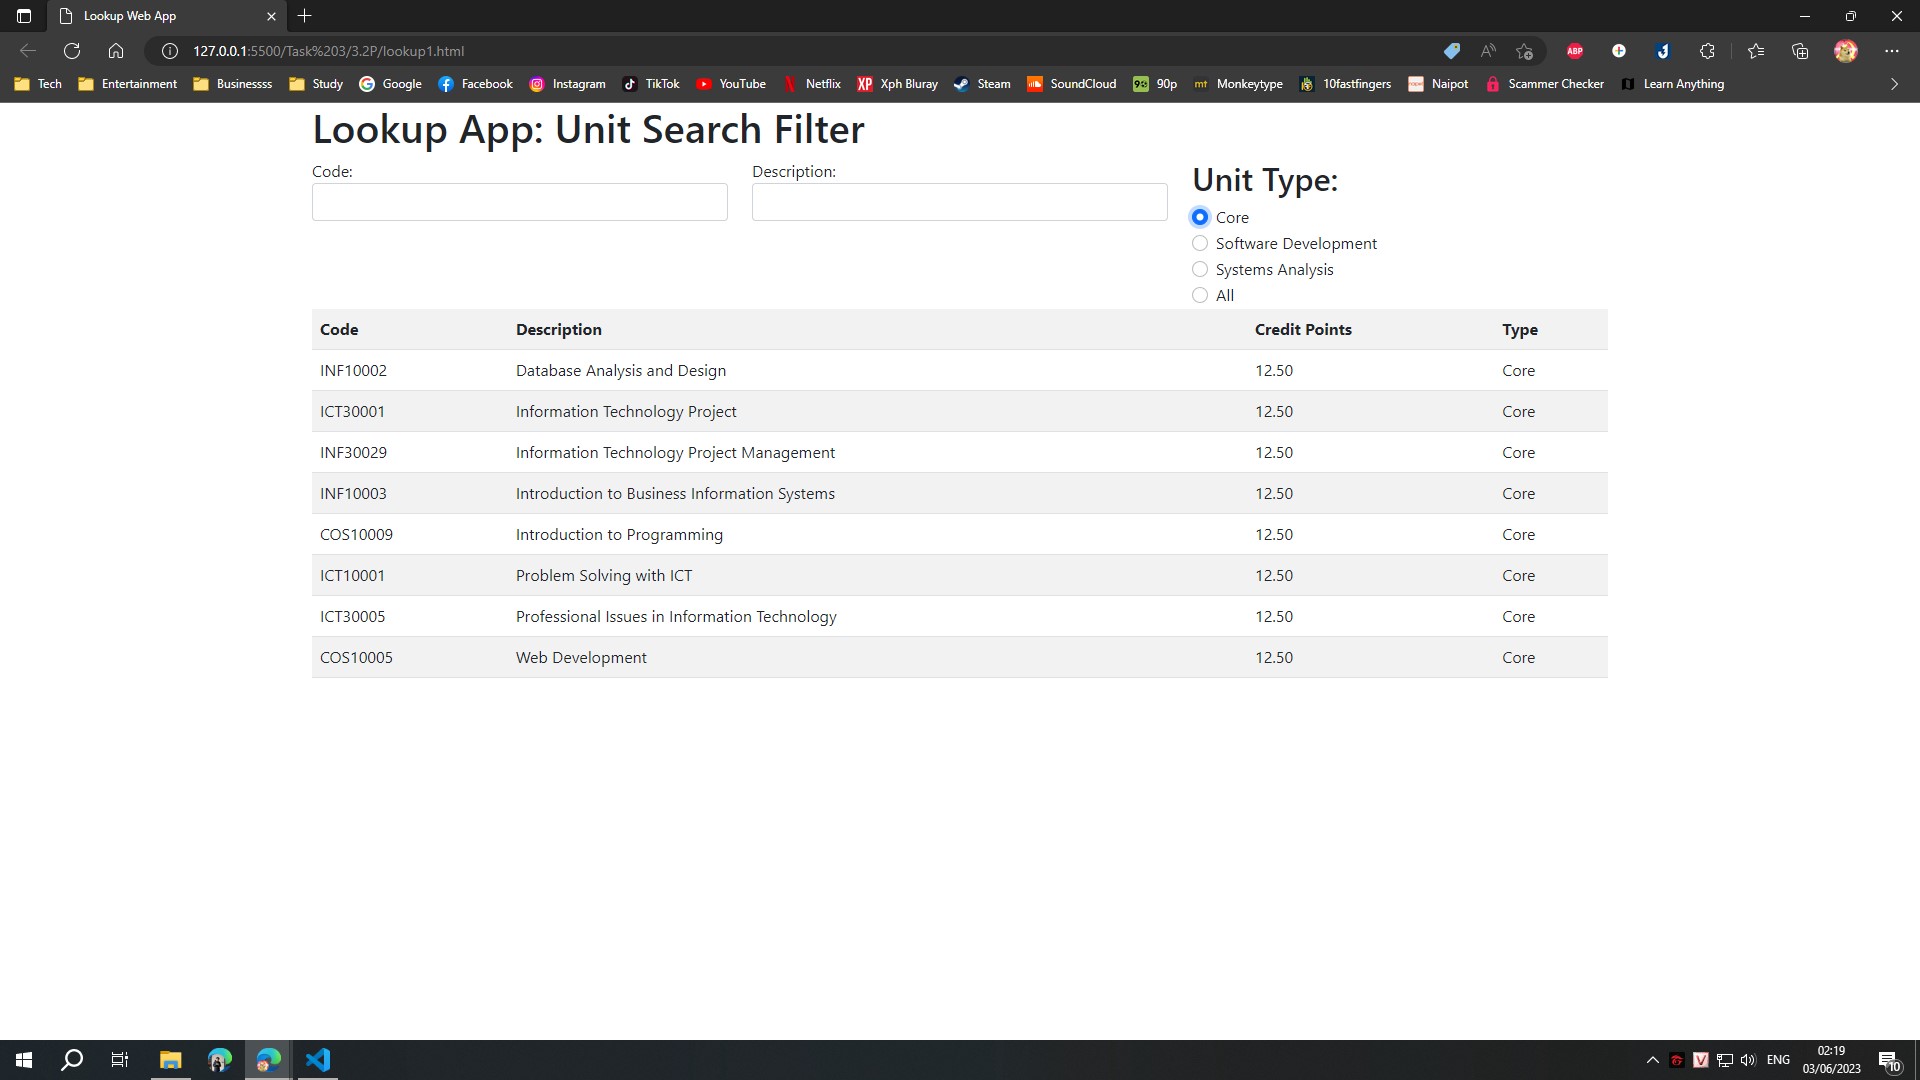 Lookup Web App
127.0.0.1:5500/Task%203/3.2P/lookup1.html
ABP
Tech Entertainment Businessss Study Google Facebook Instagram TikTok YouTube Netflix XP Xph Bluray Steam SoundCloud 90p mt Monkeytype 10fastfingers Naipot Scammer Checker Learn Anything
Lookup App: Unit Search Filter
Code: Description: Unit Type:
Core
Software Development
Systems Analysis
All
Code Description Credit Points Type
INF10002 Database Analysis and Design 12.50 Core
ICT30001 Information Technology Project 12.50 Core
INF30029 Information Technology Project Management 12.50 Core
INF10003 Introduction to Business Information Systems 12.50 Core
COS10009 Introduction to Programming 12.50 Core
ICT10001 Problem Solving with ICT 12.50 Core
ICT30005 Professional Issues in Information Technology 12.50 Core
COS10005 Web Development 12.50 Core
V ENG 02:19 10
03/06/2023